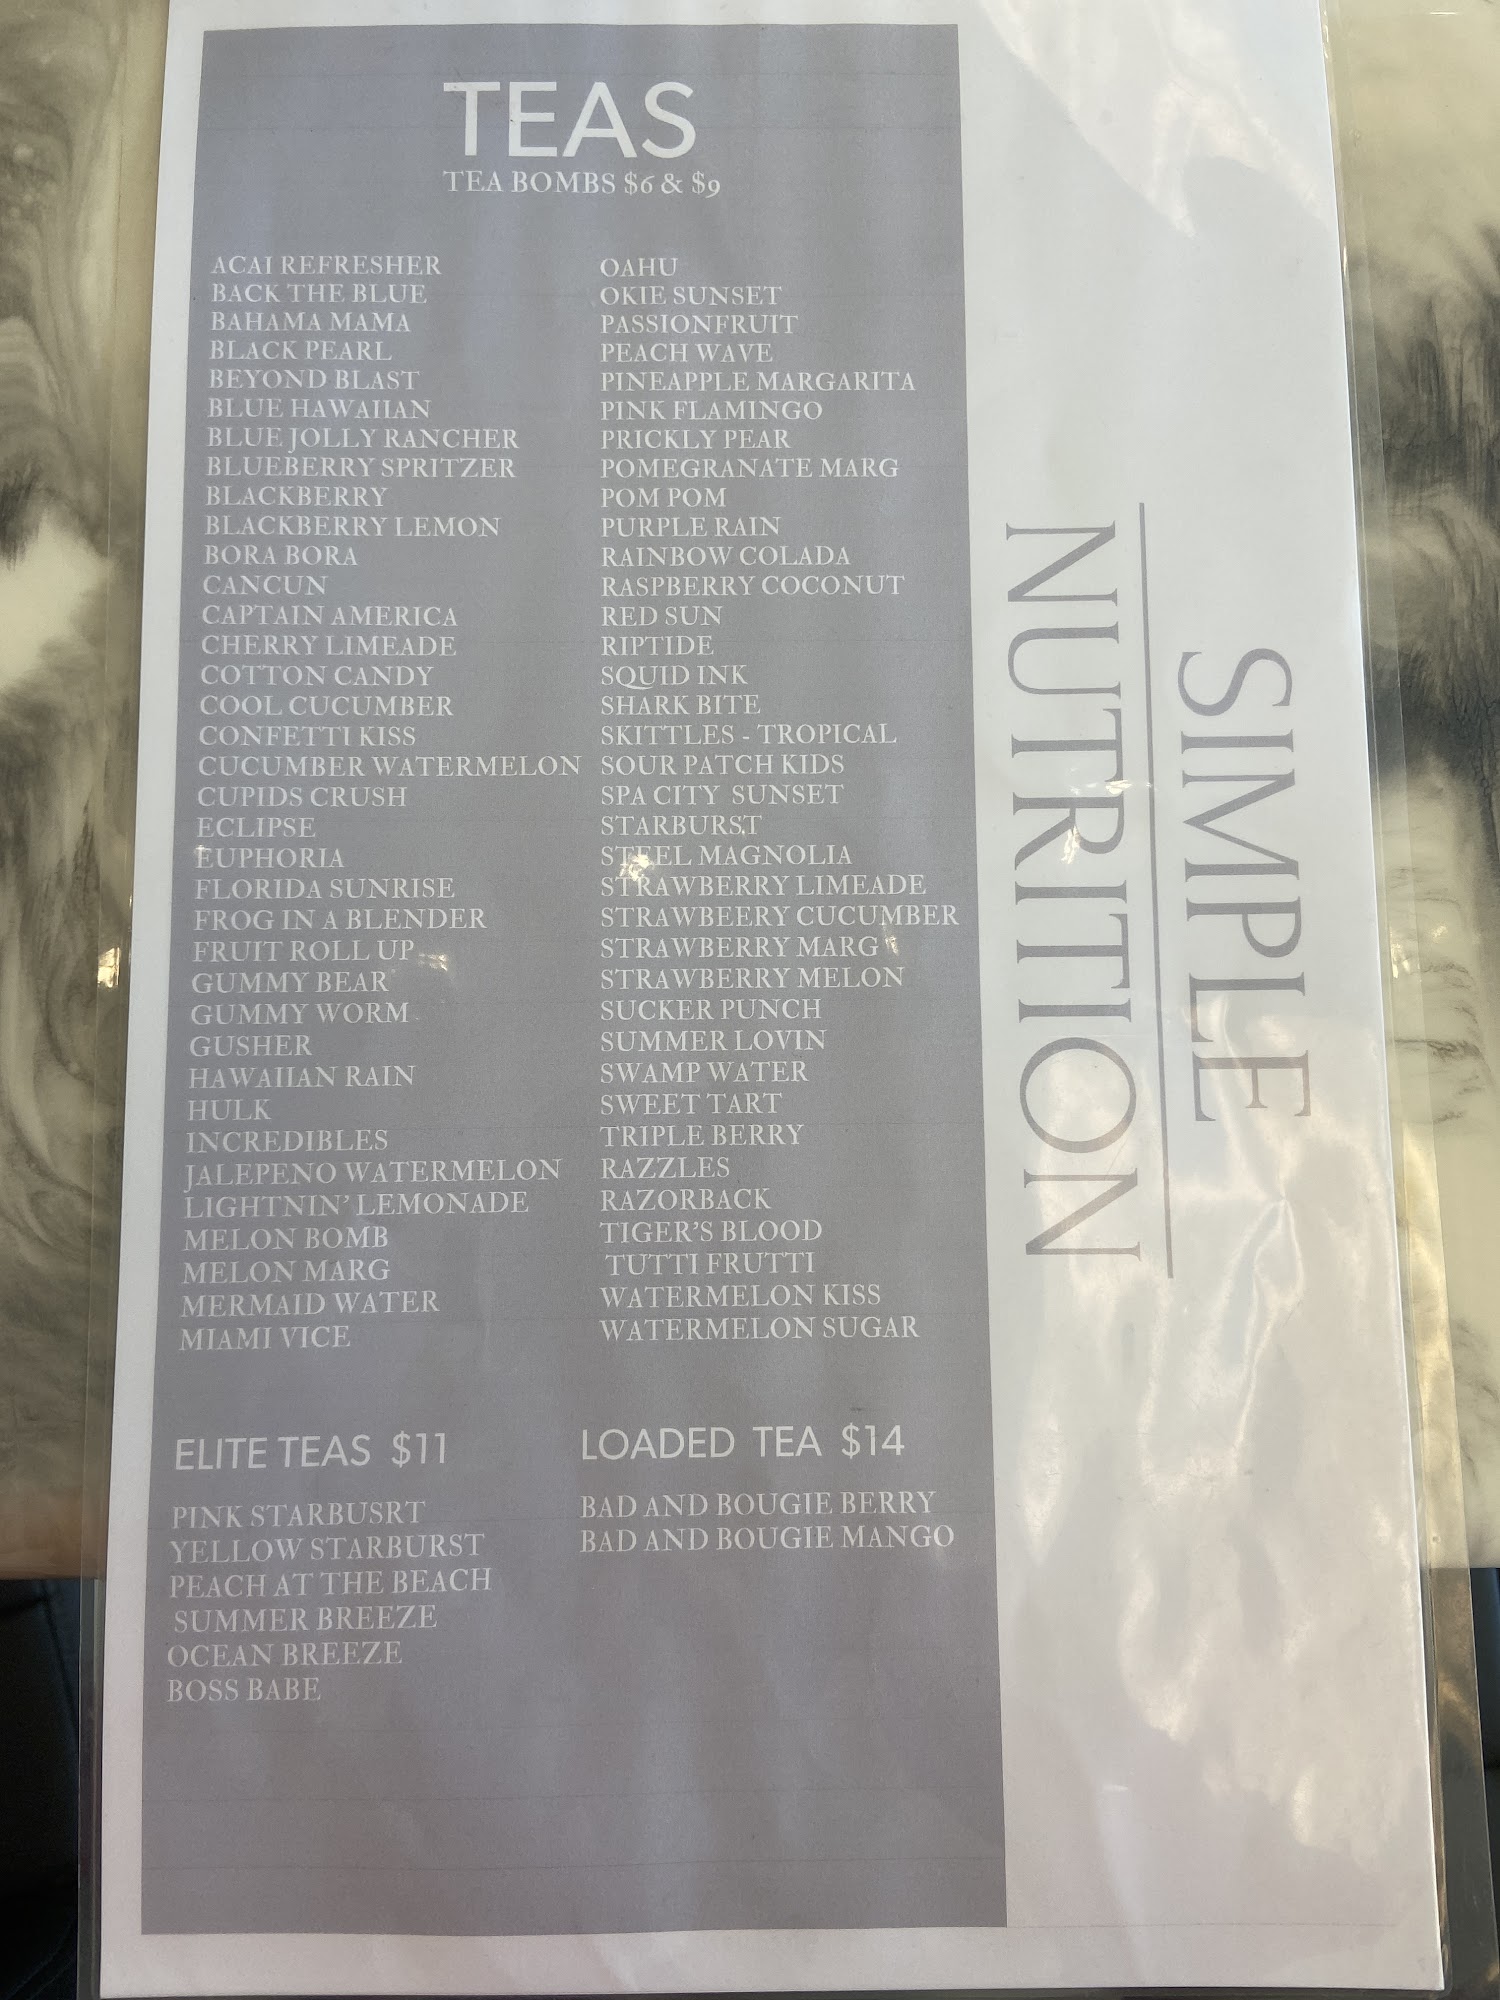 TEAS
TEA BOMBS $6 & $9
ACAI REFRESHER
BACK THE BLUE
BAHAMA MAMA
BLACK PEARL
BEYOND BLAST
BLUE HAWAIIAN
BLUE JOLLY RANCHER
BLUEBERRY SPRITZER
BLACKBERRY
BLACKBERRY LEMON
BORA BORA
CANCUN
CAPTAIN AMERICA
CHERRY LIMEADE
COTTON CANDY
COOL CUCUMBER
CONFETTI KISS
CUCUMBER WATERMELON
CUPIDS CRUSH
ECLIPSE
EUPHORIA
FLORIDA SUNRISE
FROG IN A BLENDER
FRUIT ROLL UP
GUMMY BEAR
GUMMY WORM
GUSHER
HAWAIIAN RAIN
HULK
INCREDIBLES
JALEPENO WATERMELON
LIGHTNIN' LEMONADE
MELON BOMB
MELON MARG
MERMAID WATER
MIAMI VICE
OAHU
OKIE SUNSET
PASSIONFRUIT
PEACH WAVE
PINEAPPLE MARGARITA
PINK FLAMINGO
PRICKLY PEAR
POMEGRANATE MARG
POM POM
PURPLE RAIN
RAINBOW COLADA
RASPBERRY COCONUT
RED SUN
RIPTIDE
SQUID INK
SHARK BITE
SKITTLES - TROPICAL
SOUR PATCH KIDS
SPA CITY SUNSET
STARBURST
STEEL MAGNOLIA
STRAWBERRY LIMEADE
STRAWBEERY CUCUMBER
STRAWBERRY MARG
STRAWBERRY MELON
SUCKER PUNCH
SUMMER LOVIN
SWAMP WATER
SWEET TART
TRIPLE BERRY
RAZZLES
RAZORBACK
TIGER'S BLOOD
TUTTI FRUTTI
WATERMELON KISS
WATERMELON SUGAR
ELITE TEAS $11
PINK STARBUSRT
YELLOW STARBURST
PEACH AT THE BEACH
SUMMER BREEZE
OCEAN BREEZE
BOSS BABE
LOADED TEA $14
BAD AND BOUGIE BERRY
BAD AND BOUGIE MANGO
SIMPLE
NUTRITION